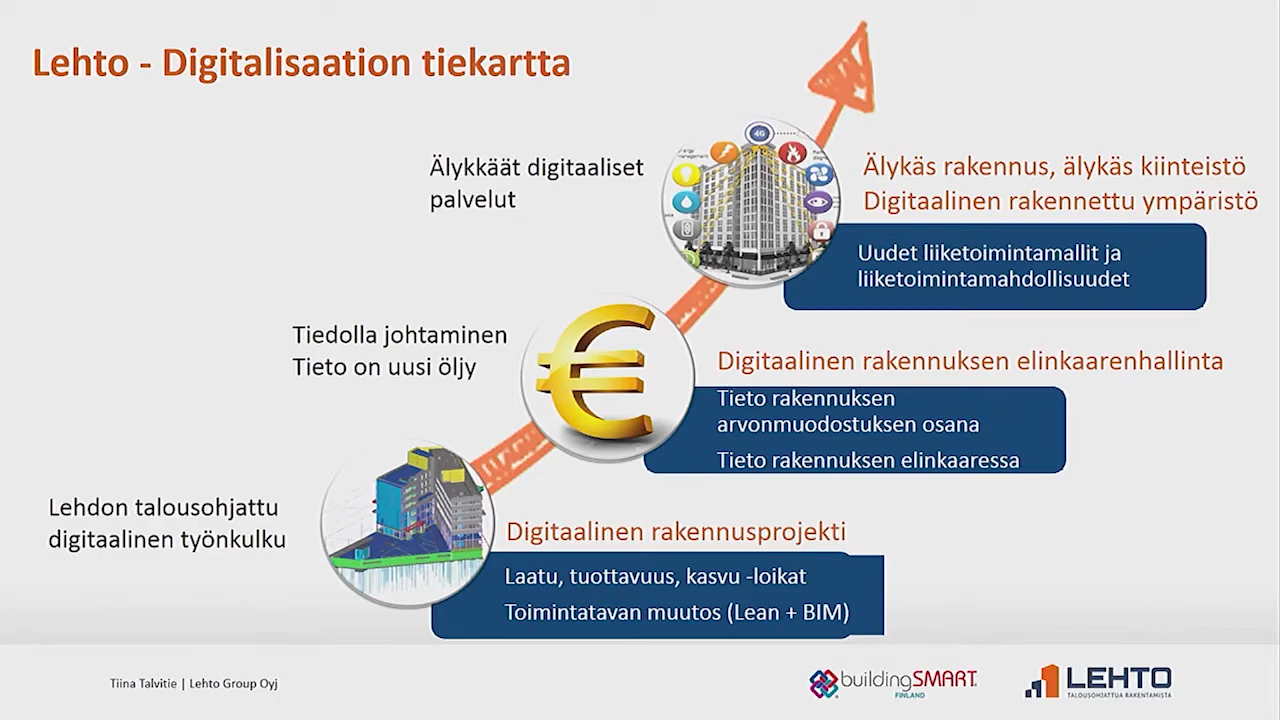 Lehto - Digitalisaation tiekartta
4G
Älykkäät digitaaliset
palvelut
Älykäs rakennus, älykäs kiinteistö
Digitaalinen rakennettu ympäristö
Uudet liiketoimintamallit ja
liiketoimintamahdollisuudet
Tiedolla johtaminen
Tieto on uusi öljy
€
Digitaalinen rakennuksen elinkaarenhallinta
Tieto rakennuksen
arvonmuodostuksen osana
Tieto rakennuksen elinkaaressa
Lehdon talousohjattu
digitaalinen työnkulku
Digitaalinen rakennusprojekti
Laatu, tuottavuus, kasvu -loikat
Toimintatavan muutos (Lean + BIM)
Tiina Talvitie | Lehto Group Oyj
buildingSMART
FINLAND
LEHTO
TALOUSOHJATTUA RAKENTAMISTA